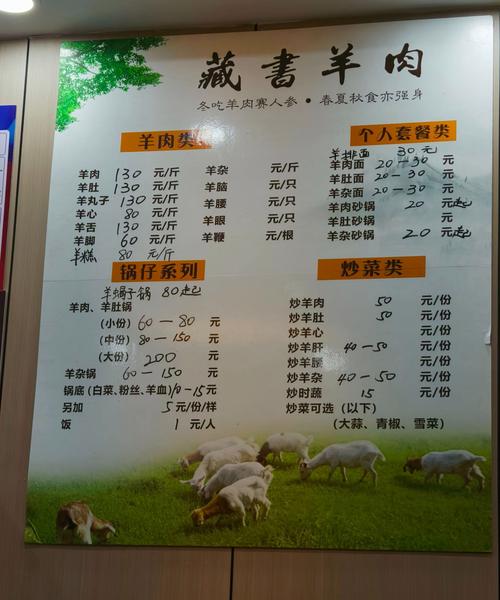 藏書羊肉
冬吃羊肉赛人参 • 春夏秋食亦强身
羊肉类
羊肉 130 元/斤
羊肚 130 元/斤
羊丸子 130 元/斤
羊心 80 元/斤
羊舌 130 元/斤
羊脚 60 元/斤
羊糕 80 元/斤
羊杂 元/斤
羊脑 元/只
羊腰 元/只
羊眼 元/只
羊鞭 元/根
个人套餐类
羊排面 30元
羊肉面 20-30 元
羊肚面 20-30 元
羊杂面 20-30 元
羊肉砂锅 20 元起
羊肚砂锅 元
羊杂砂锅 20 元起
锅仔系列
羊蝎子锅 80起
羊肉、羊肚锅
(小份) 60-80 元
(中份) 80-150 元
(大份) 200 元
羊杂锅 60-150 元
锅底(白菜、粉丝、羊血)10-15元
另加 5元/份/样
饭 1元/人
炒菜类
炒羊肉 50 元/份
炒羊肚 50 元/份
炒羊心 元/份
炒羊肝 40-50 元/份
炒羊腰 元/份
炒羊杂 40-50 元/份
炒时蔬 15 元/份
炒菜可选(以下)
(大蒜、青椒、雪菜)